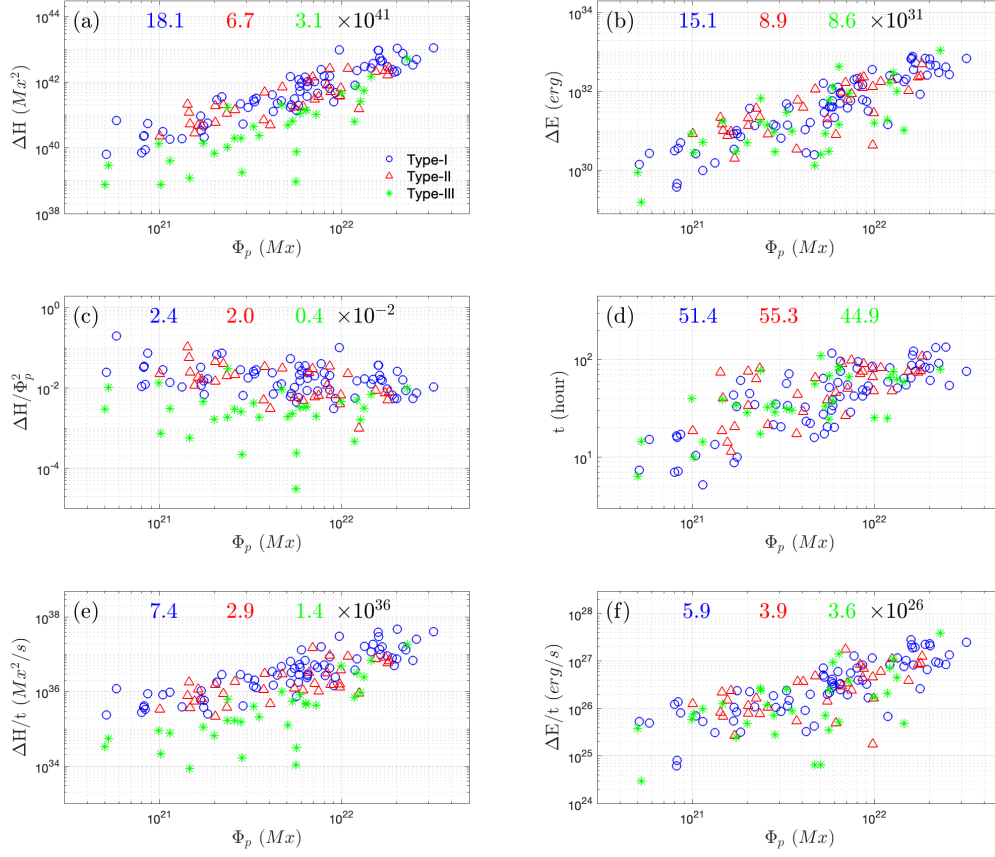 (a) 18.1 6.7 3.1 ×10^41
10^44
10^42
10^40
10^38
ΔH (Mx^2)
Type-I
Type-II
Type-III
10^21 10^22
Φ_p (Mx)
(b) 15.1 8.9 8.6 ×10^31
10^34
10^32
10^30
ΔE (erg)
10^21 10^22
Φ_p (Mx)
(c) 2.4 2.0 0.4 ×10^-2
10^0
10^-2
10^-4
ΔH/Φ_p^2
10^21 10^22
Φ_p (Mx)
(d) 51.4 55.3 44.9
10^2
10^1
t (hour)
10^21 10^22
Φ_p (Mx)
(e) 7.4 2.9 1.4 ×10^36
10^38
10^36
10^34
ΔH/t (Mx^2/s)
10^21 10^22
Φ_p (Mx)
(f) 5.9 3.9 3.6 ×10^26
10^28
10^27
10^26
10^25
10^24
ΔE/t (erg/s)
10^21 10^22
Φ_p (Mx)